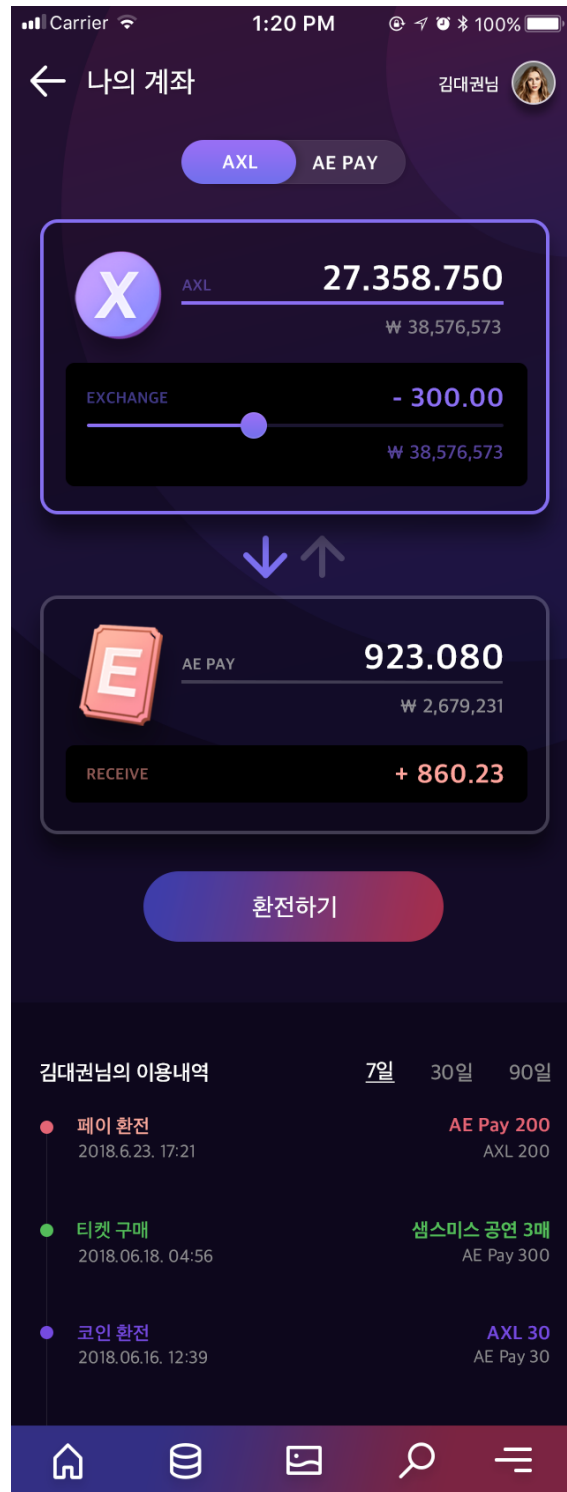 Carrier 1:20 PM 100%
나의 계좌 김대권님
AXL AE PAY
X AXL 27.358.750
₩ 38,576,573
EXCHANGE - 300.00
₩ 38,576,573
E AE PAY 923.080
₩ 2,679,231
RECEIVE + 860.23
환전하기
김대권님의 이용내역 7일 30일 90일
페이 환전 AE Pay 200
2018.6.23. 17:21 AXL 200
티켓 구매 샘스미스 공연 3매
2018.06.18. 04:56 AE Pay 300
코인 환전 AXL 30
2018.06.16. 12:39 AE Pay 30